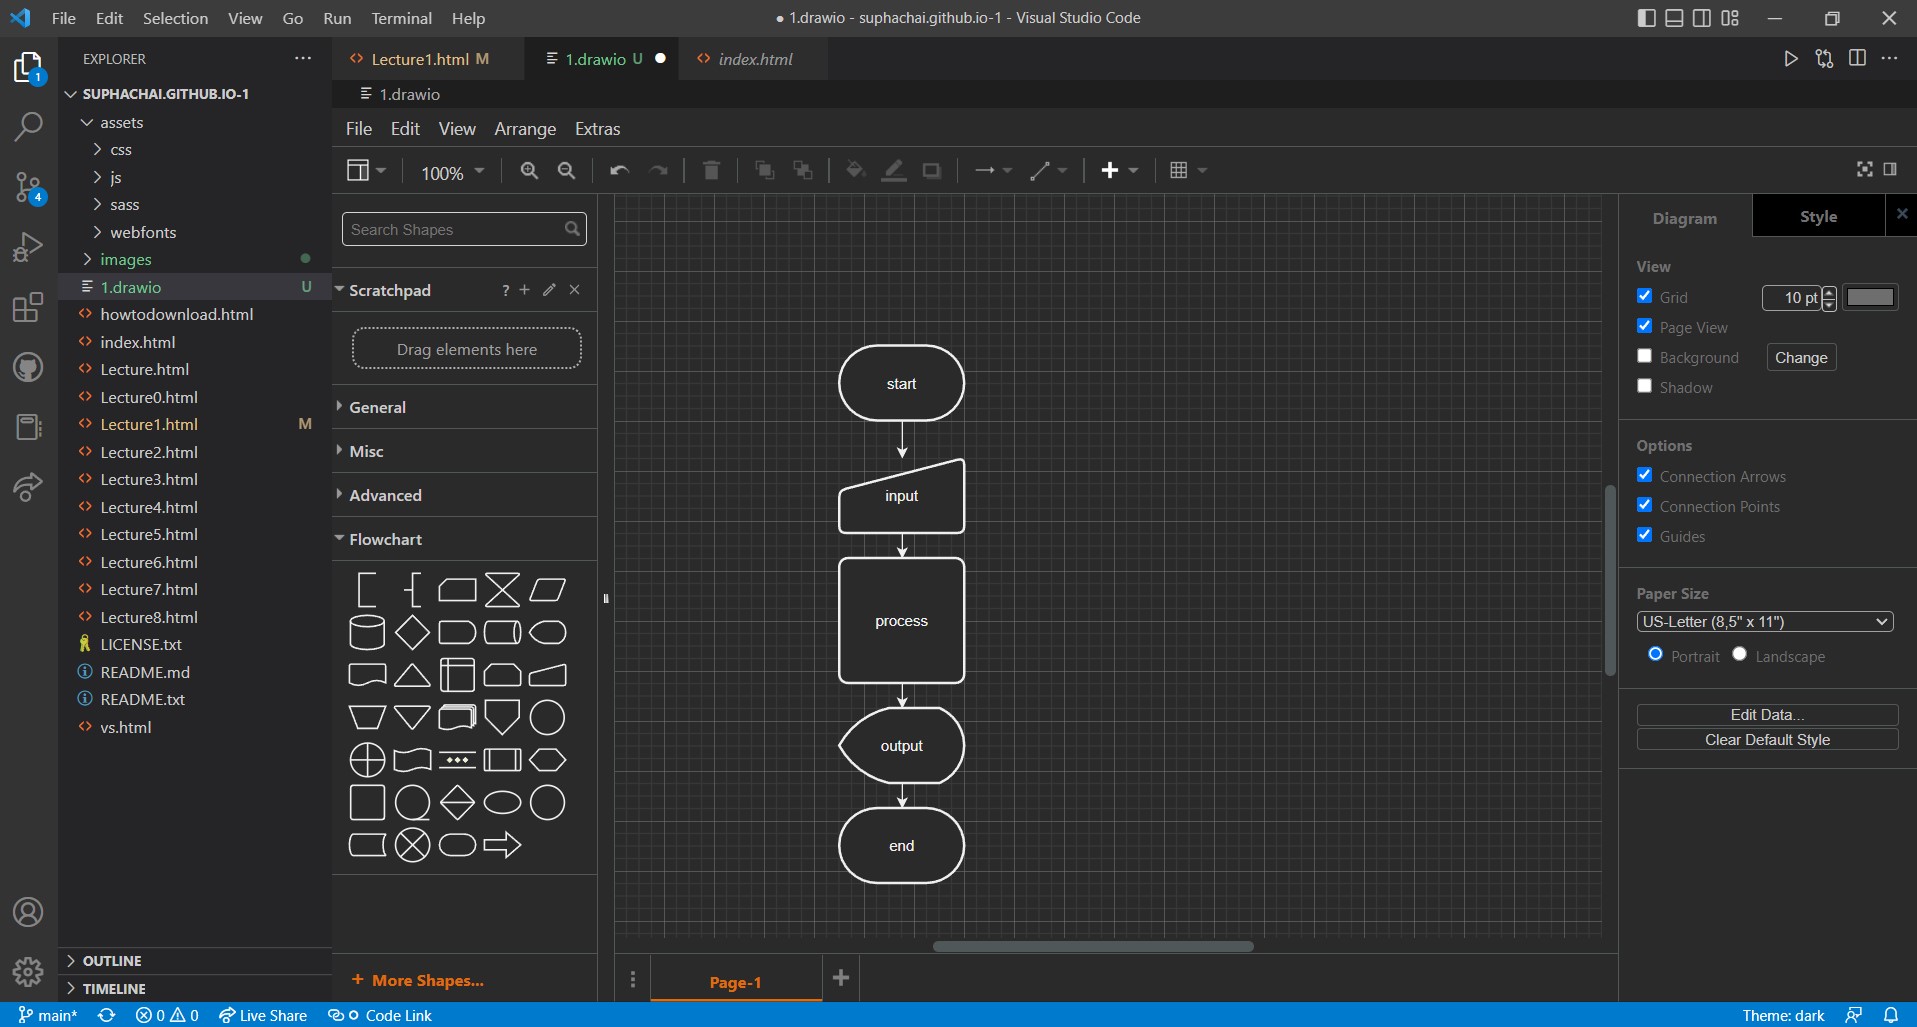 File Edit Selection View Go Run Terminal Help
● 1.drawio - suphachai.github.io-1 - Visual Studio Code
EXPLORER
SUPHACHAI.GITHUB.IO-1
assets
css
js
sass
webfonts
images
1.drawio U
howtodownload.html
index.html
Lecture.html
Lecture0.html
Lecture1.html M
Lecture2.html
Lecture3.html
Lecture4.html
Lecture5.html
Lecture6.html
Lecture7.html
Lecture8.html
LICENSE.txt
README.md
README.txt
vs.html
OUTLINE
TIMELINE
1
4
Lecture1.html M
1.drawio U
index.html
1.drawio
File Edit View Arrange Extras
100%
Search Shapes
Scratchpad ?
Drag elements here
General
Misc
Advanced
Flowchart
+ More Shapes...
start
input
process
output
end
Page-1
Diagram Style
View
Grid 10 pt
Page View
Background Change
Shadow
Options
Connection Arrows
Connection Points
Guides
Paper Size
US-Letter (8,5" x 11")
Portrait Landscape
Edit Data...
Clear Default Style
main* 0 0 Live Share Code Link
Theme: dark